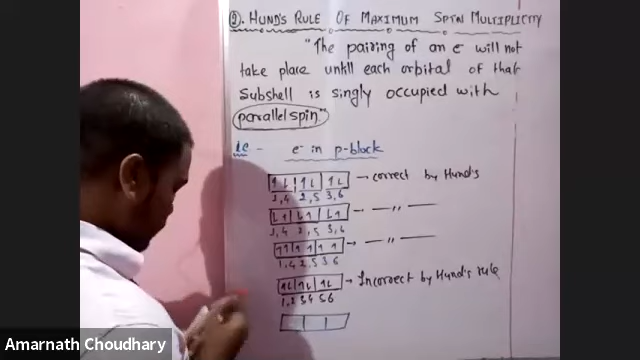 ⑤. HUND'S RULE OF MAXIMUM SPIN MULTIPLICITY
"The pairing of an e⁻ will not
take place untill each orbital of that
Subshell is singly occupied with
parallel spin"
ie - e⁻ in p-block
↑⇂ ↑⇂ ↑⇂ → correct by Hund's
1,4 2,5 3,6
⇂↑ ⇂↑ ⇂↑ → —— " ——
1,4 2,5 3,6
↑↑ ↑↑ ↑↑ → —— " ——
1,4 2,5 3 6
↑⇂ ↑⇂ ↑⇂ → Incorrect by Hund's rule
1,2 3 4 5 6
Amarnath Choudhary